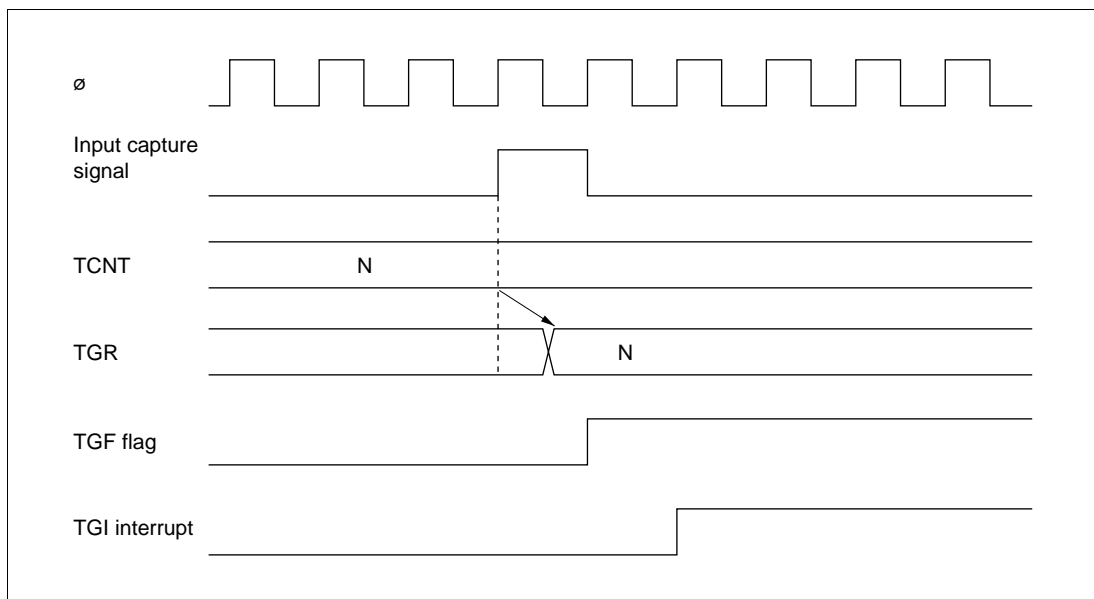 ø
Input capture
signal
TCNT
N
TGR
N
TGF flag
TGI interrupt